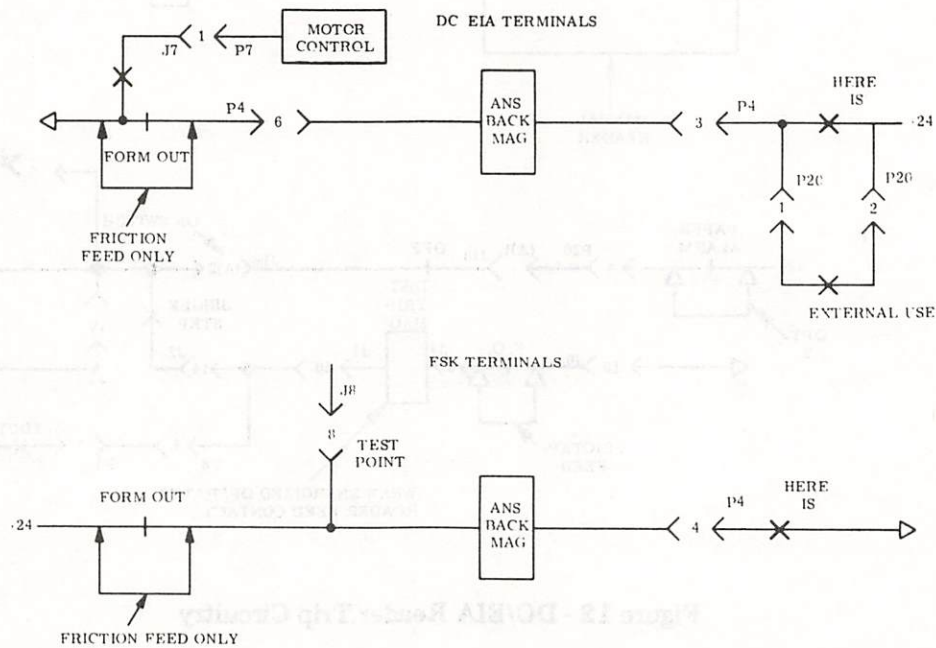 DC EIA TERMINALS
J7 1 P7
MOTOR
CONTROL
P4 6
FORM OUT
FRICTION
FEED ONLY
ANS
BACK
MAG
3 P4
HERE
IS
24
P20 P20
1 2
EXTERNAL USE
FSK TERMINALS
J8
8
TEST
POINT
FORM OUT
24
FRICTION FEED ONLY
ANS
BACK
MAG
4 P4
HERE
IS
Figure 12 - DC/EIA Reader Trip Circuitry